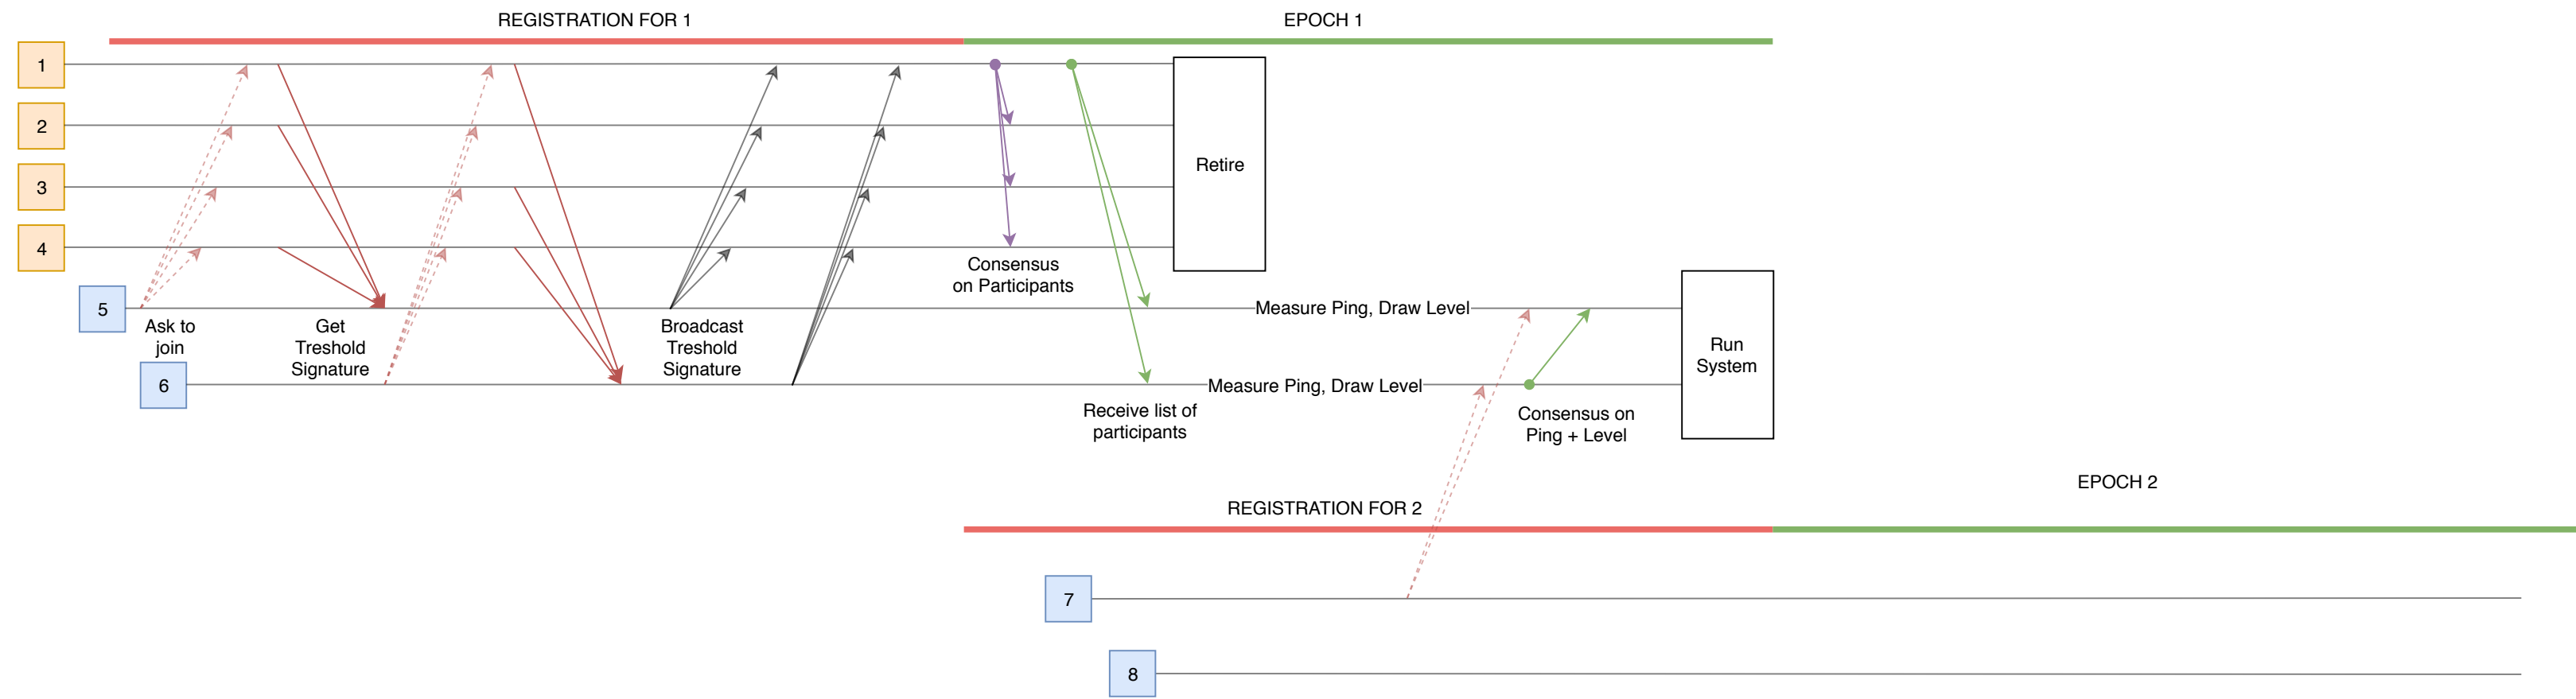 REGISTRATION FOR 1
EPOCH 1
1
2
3
4
Retire
Consensus
on Participants
5
Measure Ping, Draw Level
Ask to
join
Get
Treshold
Signature
Broadcast
Treshold
Signature
Run
System
6
Measure Ping, Draw Level
Receive list of
participants
Consensus on
Ping + Level
EPOCH 2
REGISTRATION FOR 2
7
8